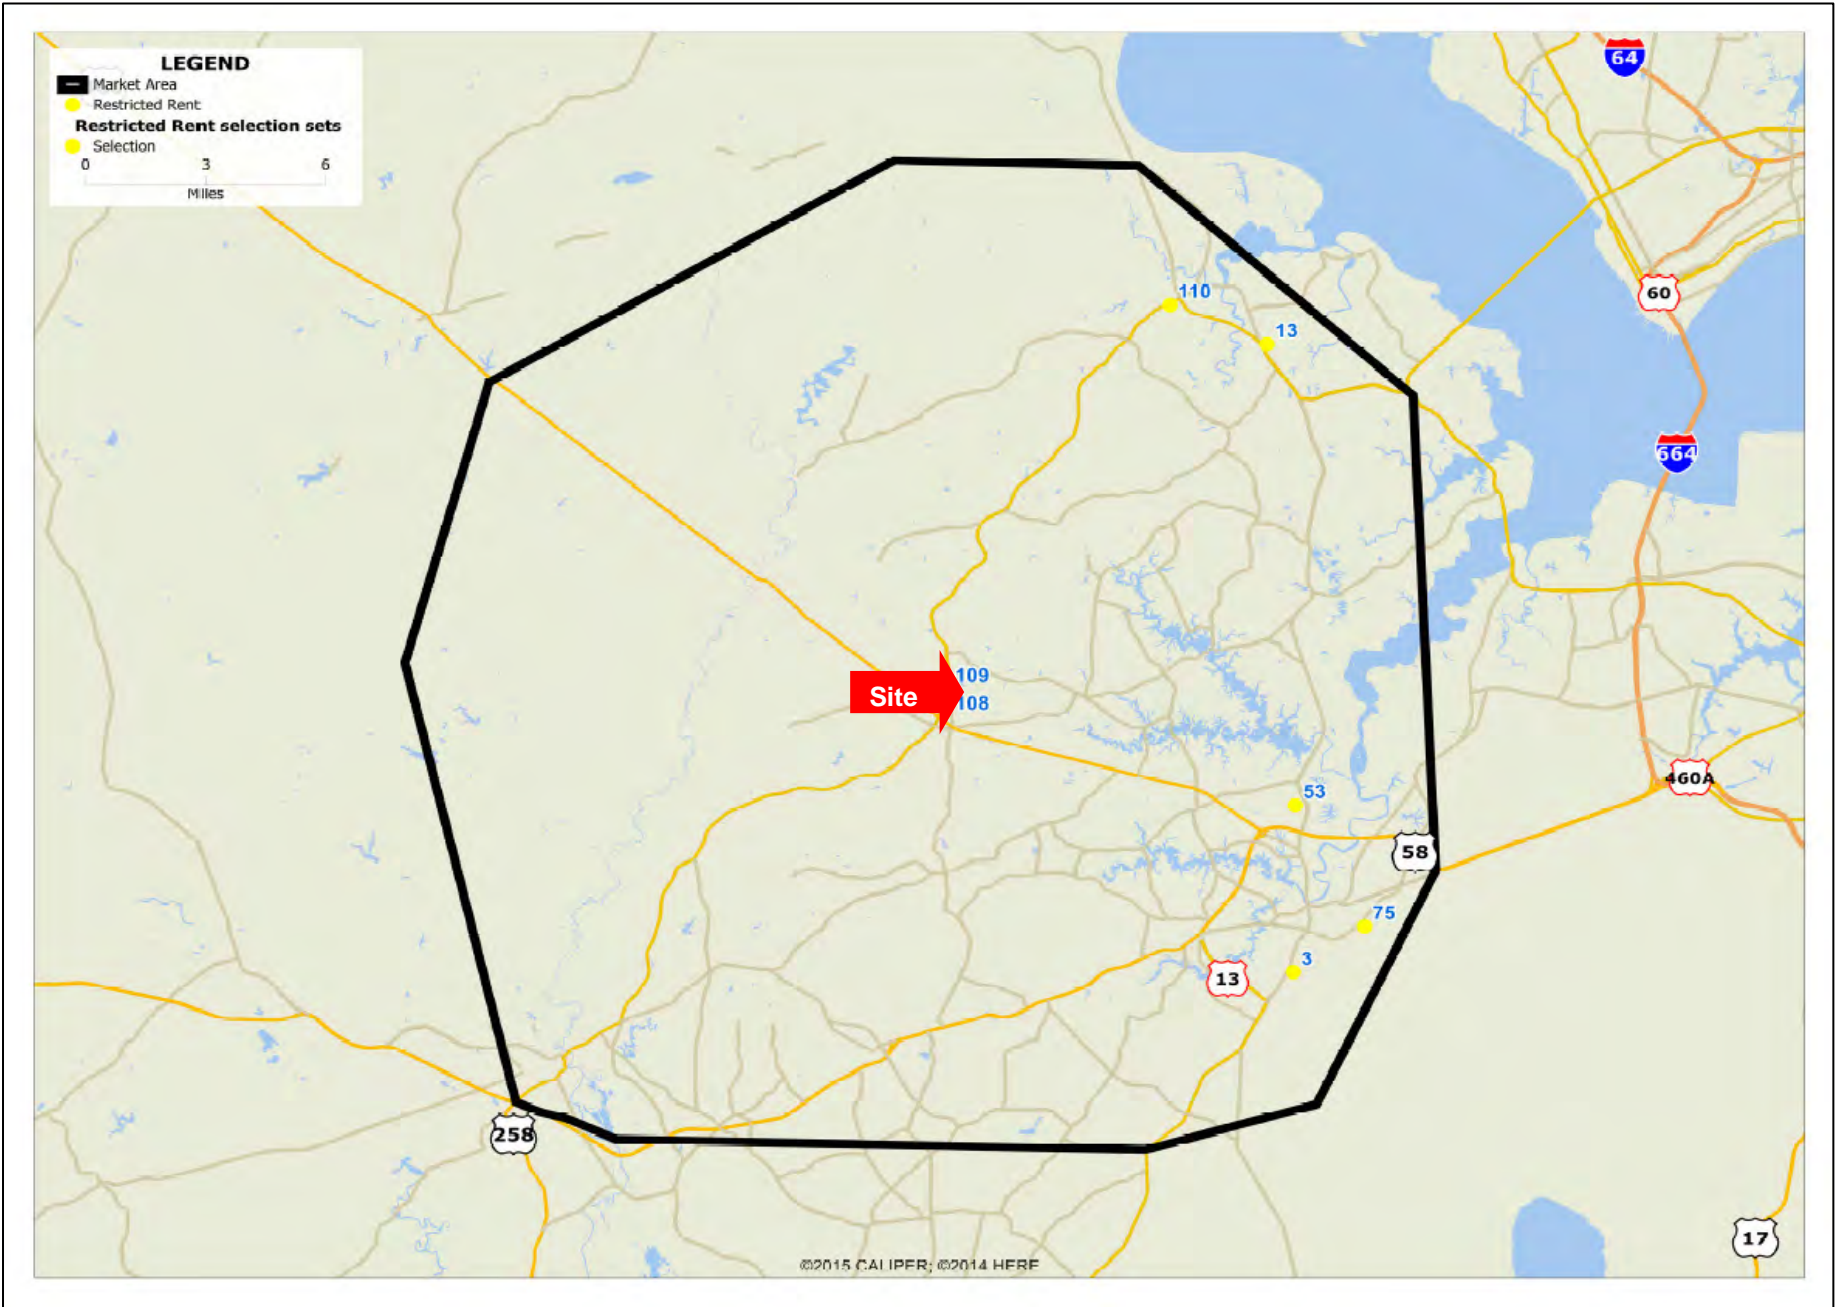 LEGEND
Market Area
Restricted Rent
Restricted Rent selection sets
Selection
0 3 6
Miles
64
60
110
13
664
109
Site
108
460A
53
58
75
3
13
258
17
©2015 CALIPER; ©2014 HERE